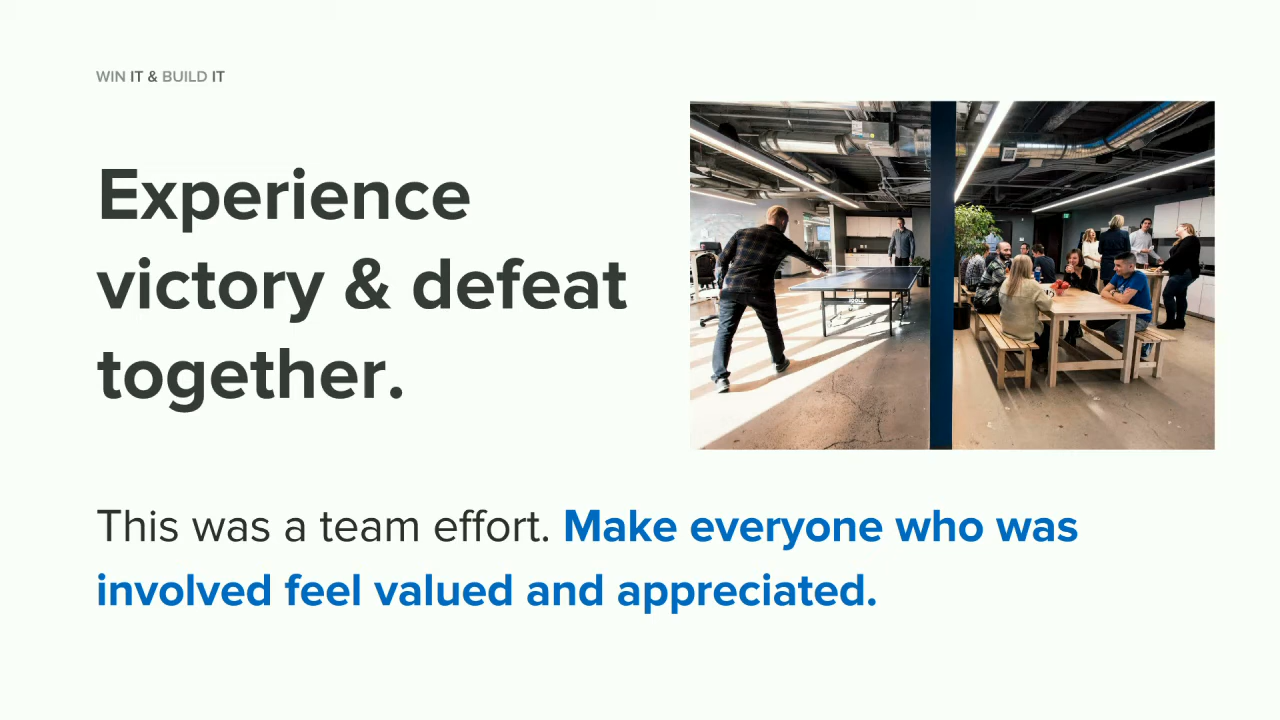 WIN IT & BUILD IT
Experience
victory & defeat
together.
This was a team effort. Make everyone who was
involved feel valued and appreciated.